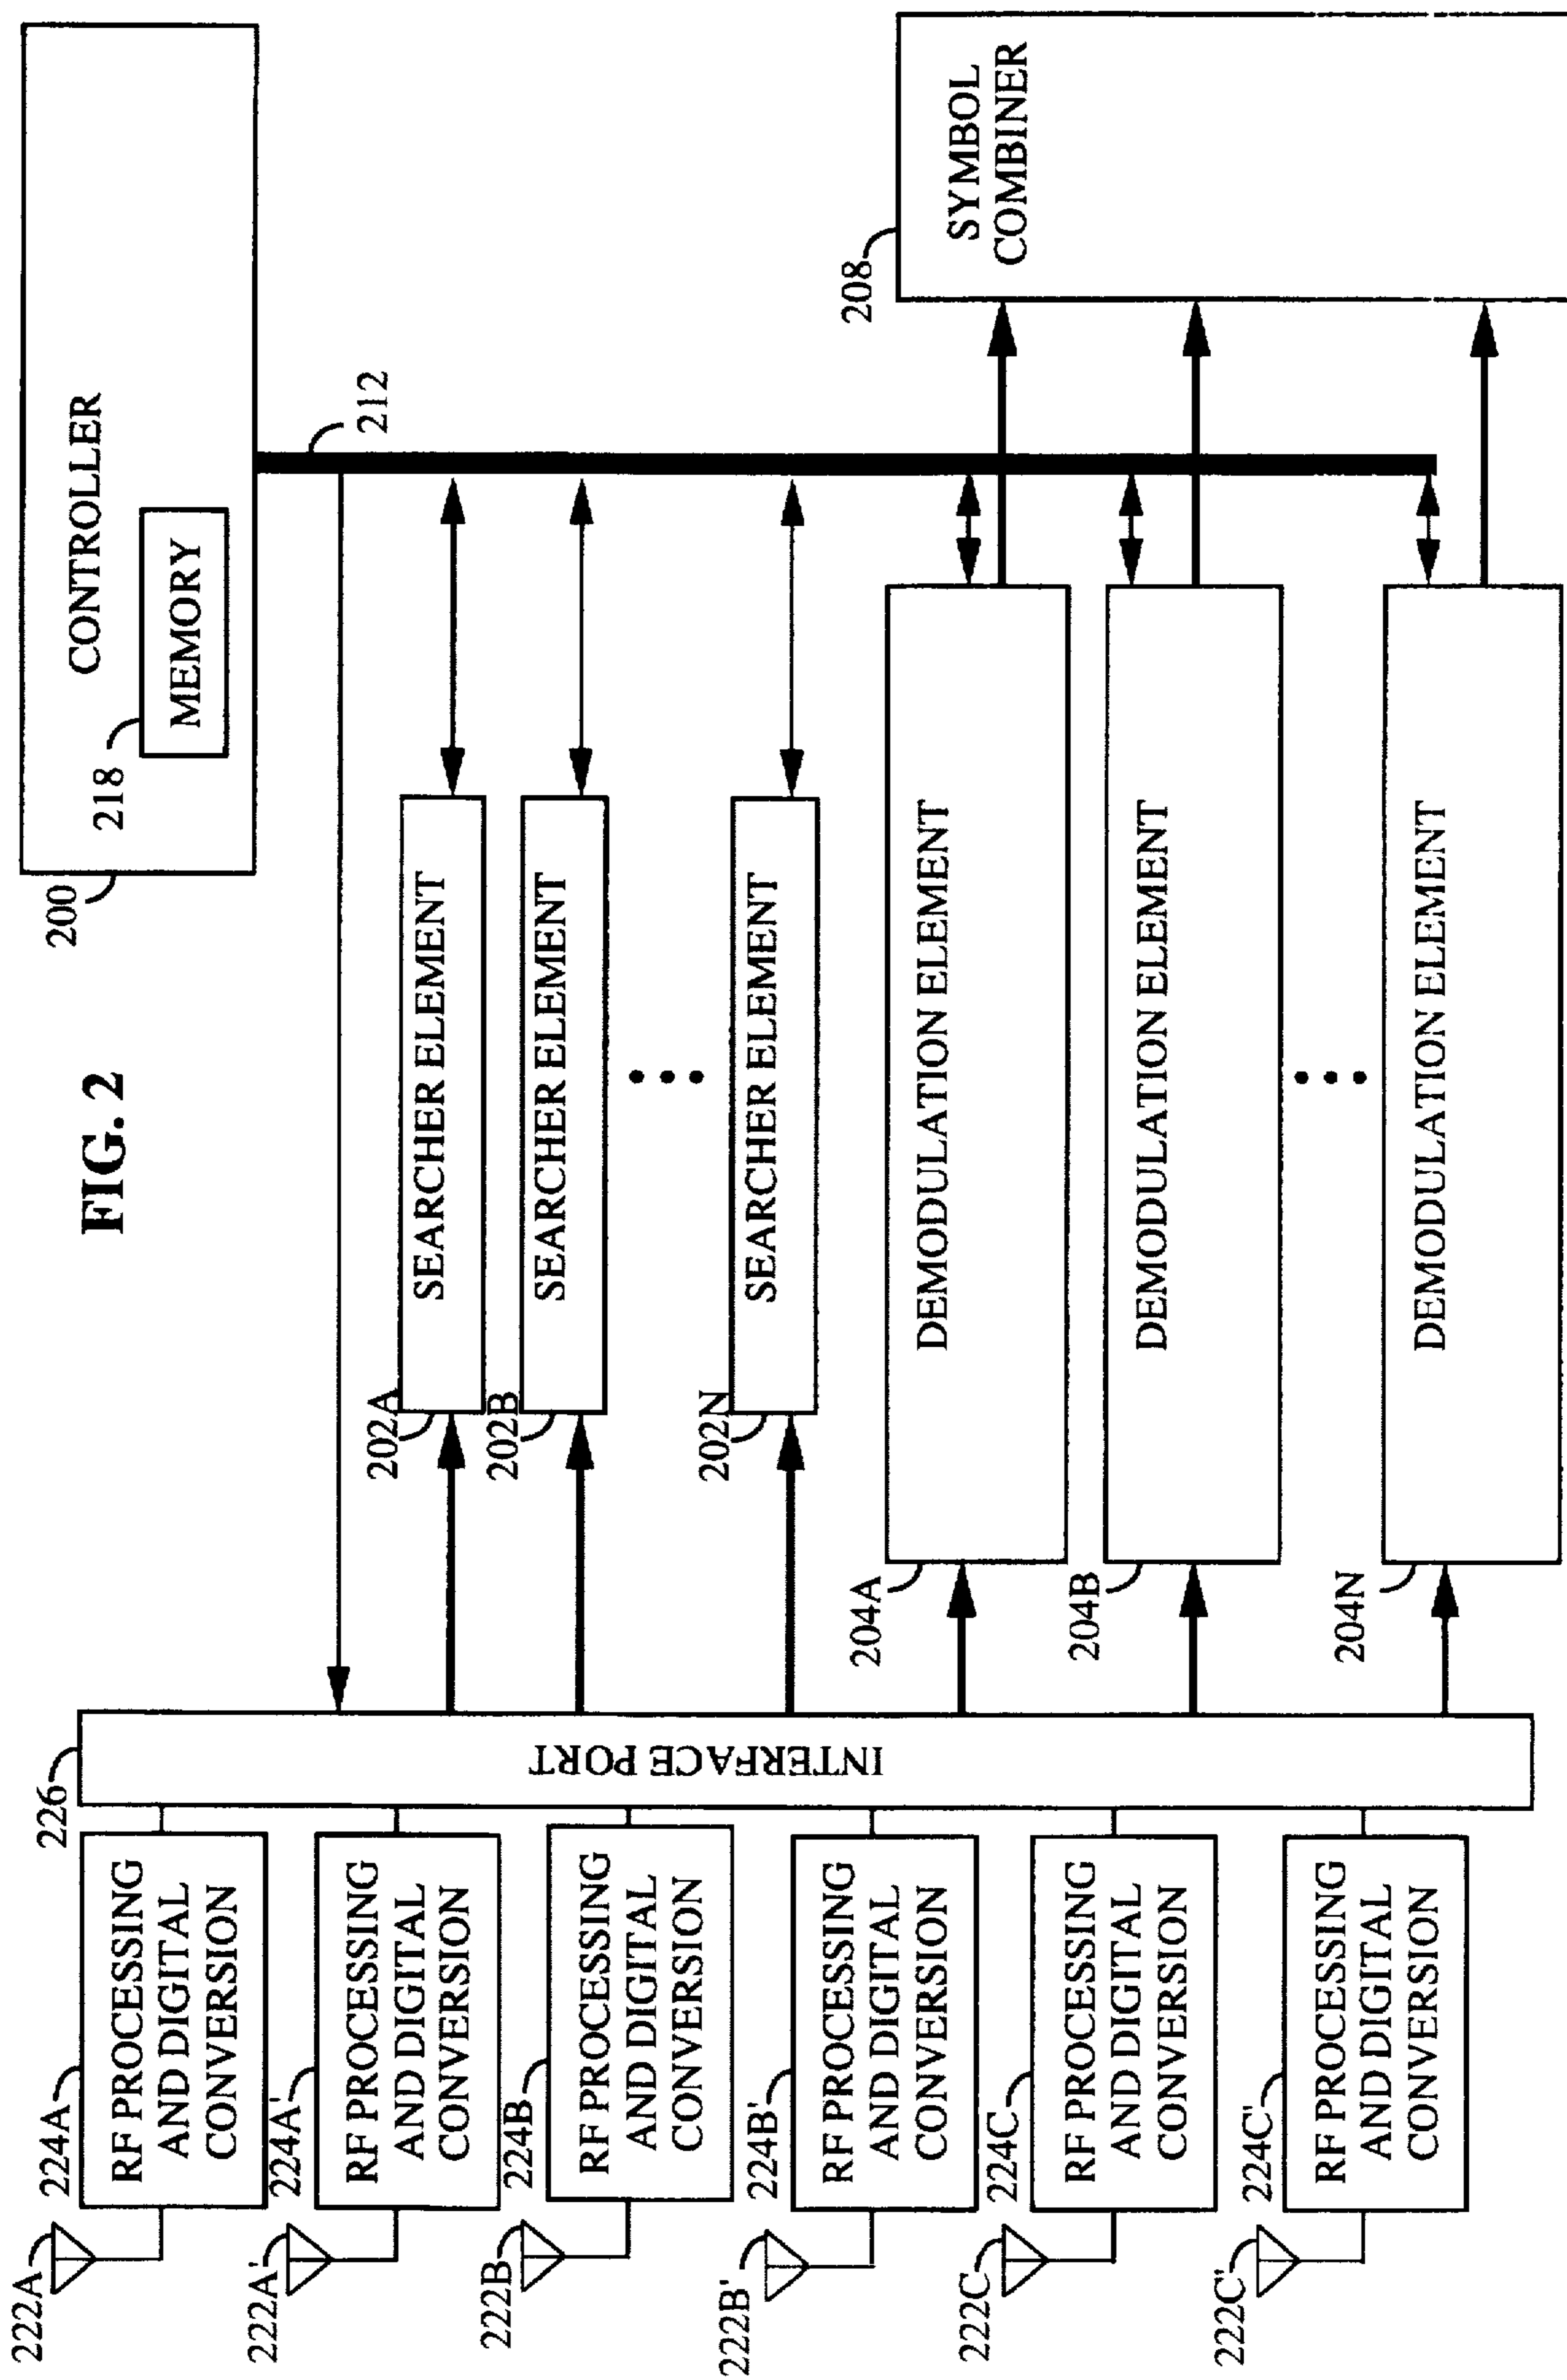 FIG. 2
222A
224A
RF PROCESSING
AND DIGITAL
CONVERSION
222A'
224A'
RF PROCESSING
AND DIGITAL
CONVERSION
222B
224B
RF PROCESSING
AND DIGITAL
CONVERSION
222B'
224B'
RF PROCESSING
AND DIGITAL
CONVERSION
222C
224C
RF PROCESSING
AND DIGITAL
CONVERSION
222C'
224C'
RF PROCESSING
AND DIGITAL
CONVERSION
226
INTERFACE PORT
202A
SEARCHER ELEMENT
202B
SEARCHER ELEMENT
202N
SEARCHER ELEMENT
204A
DEMODULATION ELEMENT
204B
DEMODULATION ELEMENT
204N
DEMODULATION ELEMENT
200
CONTROLLER
218
MEMORY
212
208
SYMBOL
COMBINER